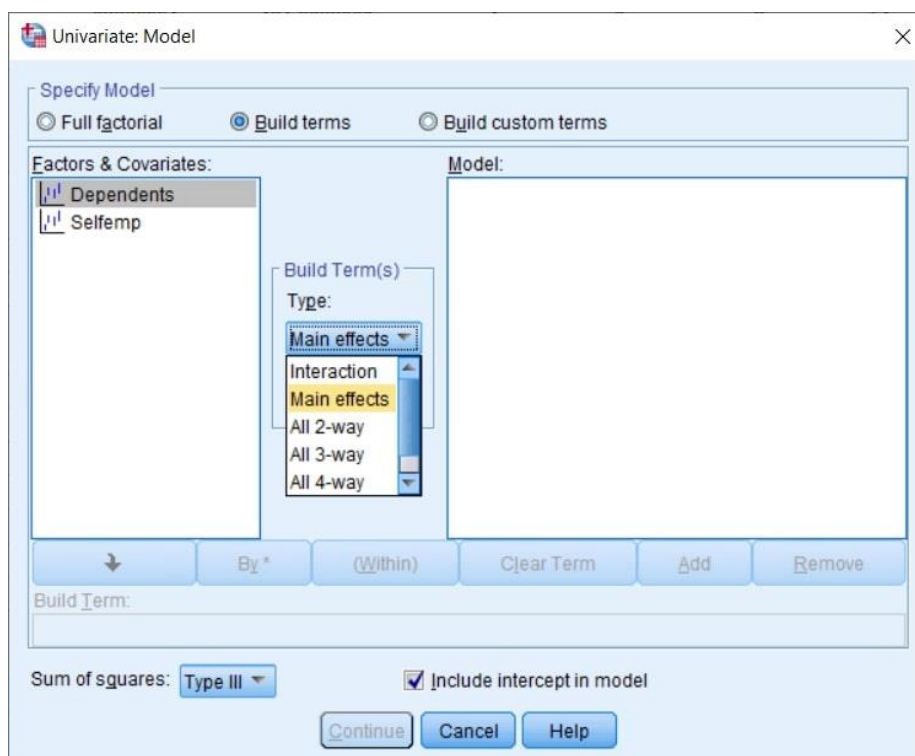 Univariate: Model
Specify Model
Full factorial Build terms Build custom terms
Factors & Covariates: Model:
Dependents
Selfemp
Build Term(s)
Type:
Main effects
Interaction
Main effects
All 2-way
All 3-way
All 4-way
By * (Within) Clear Term Add Remove
Build Term:
Sum of squares: Type III Include intercept in model
Continue Cancel Help